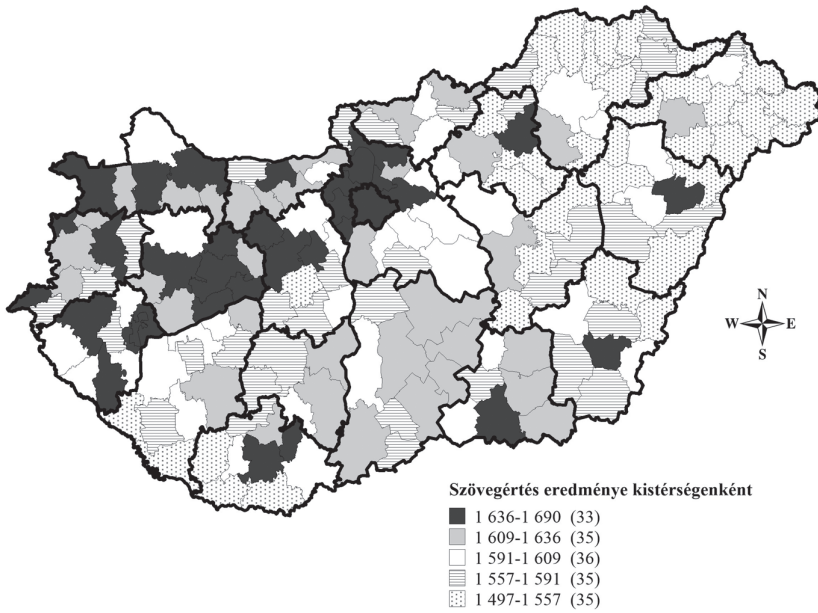 N
W E
S
Szövegértés eredménye kistérségenként
1 636-1 690 (33)
1 609-1 636 (35)
1 591-1 609 (36)
1 557-1 591 (35)
1 497-1 557 (35)